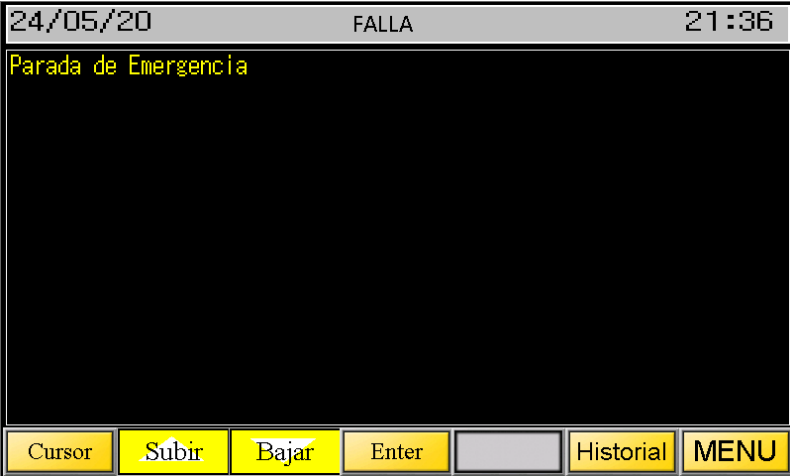 24/05/20 FALLA 21:36
Parada de Emergencia
Cursor Subir Bajar Enter Historial MENU